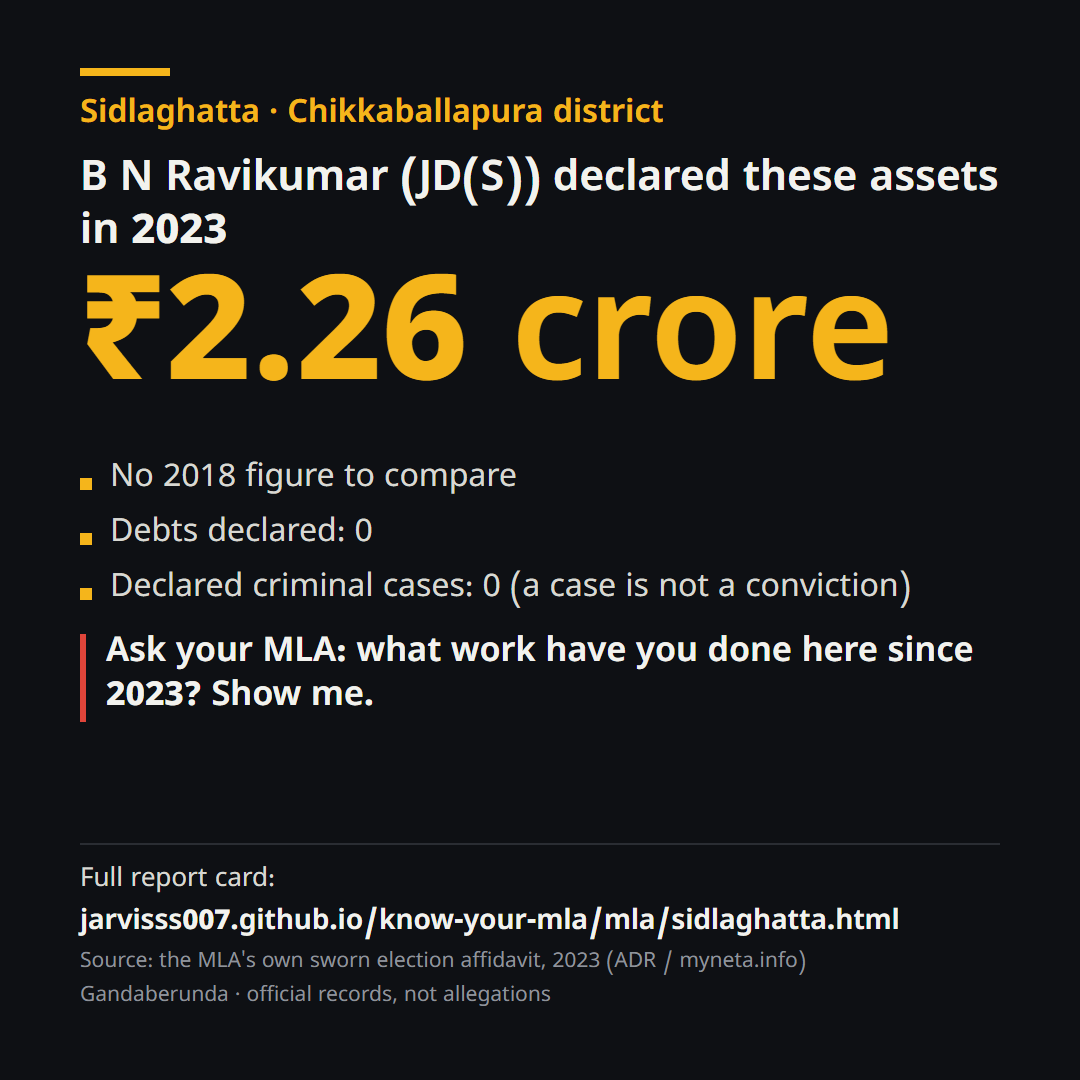 Sidlaghatta · Chikkaballapura district
B N Ravikumar (JD(S)) declared these assets
in 2023
₹2.26 crore
No 2018 figure to compare
Debts declared: 0
Declared criminal cases: 0 (a case is not a conviction)
Ask your MLA: what work have you done here since
2023? Show me.
Full report card:
jarvisss007.github.io/know-your-mla/mla/sidlaghatta.html
Source: the MLA's own sworn election affidavit, 2023 (ADR / myneta.info)
Gandaberunda · official records, not allegations